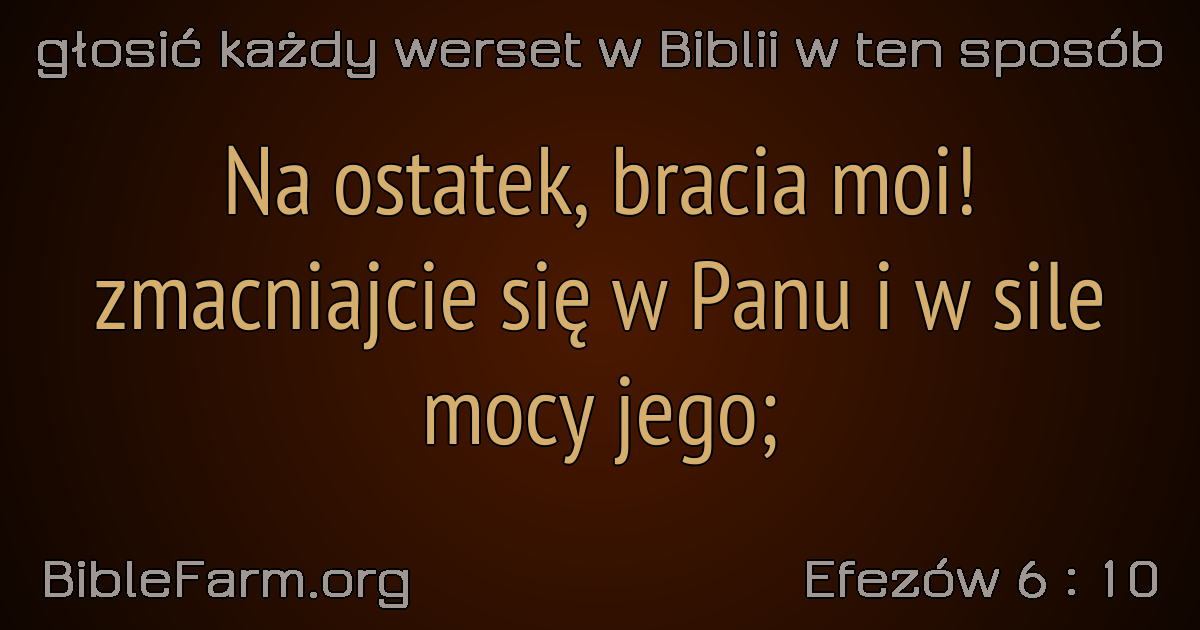 głosić każdy werset w Biblii w ten sposób
Na ostatek, bracia moi!
zmacniajcie się w Panu i w sile
mocy jego;
BibleFarm.org
Efezów 6 : 10